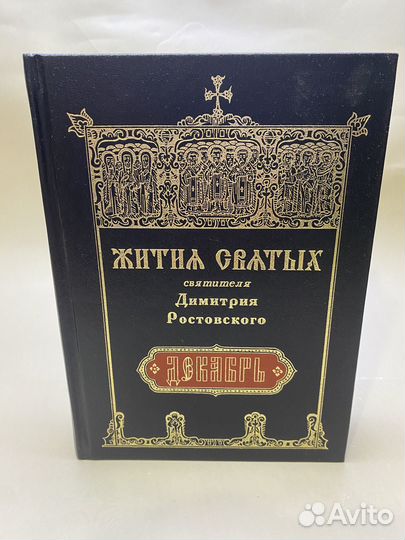 ЖИТИЯ СВЯТЫХ
святителя
Димитрия
Ростовского
ДЕКАБРЬ
Avito